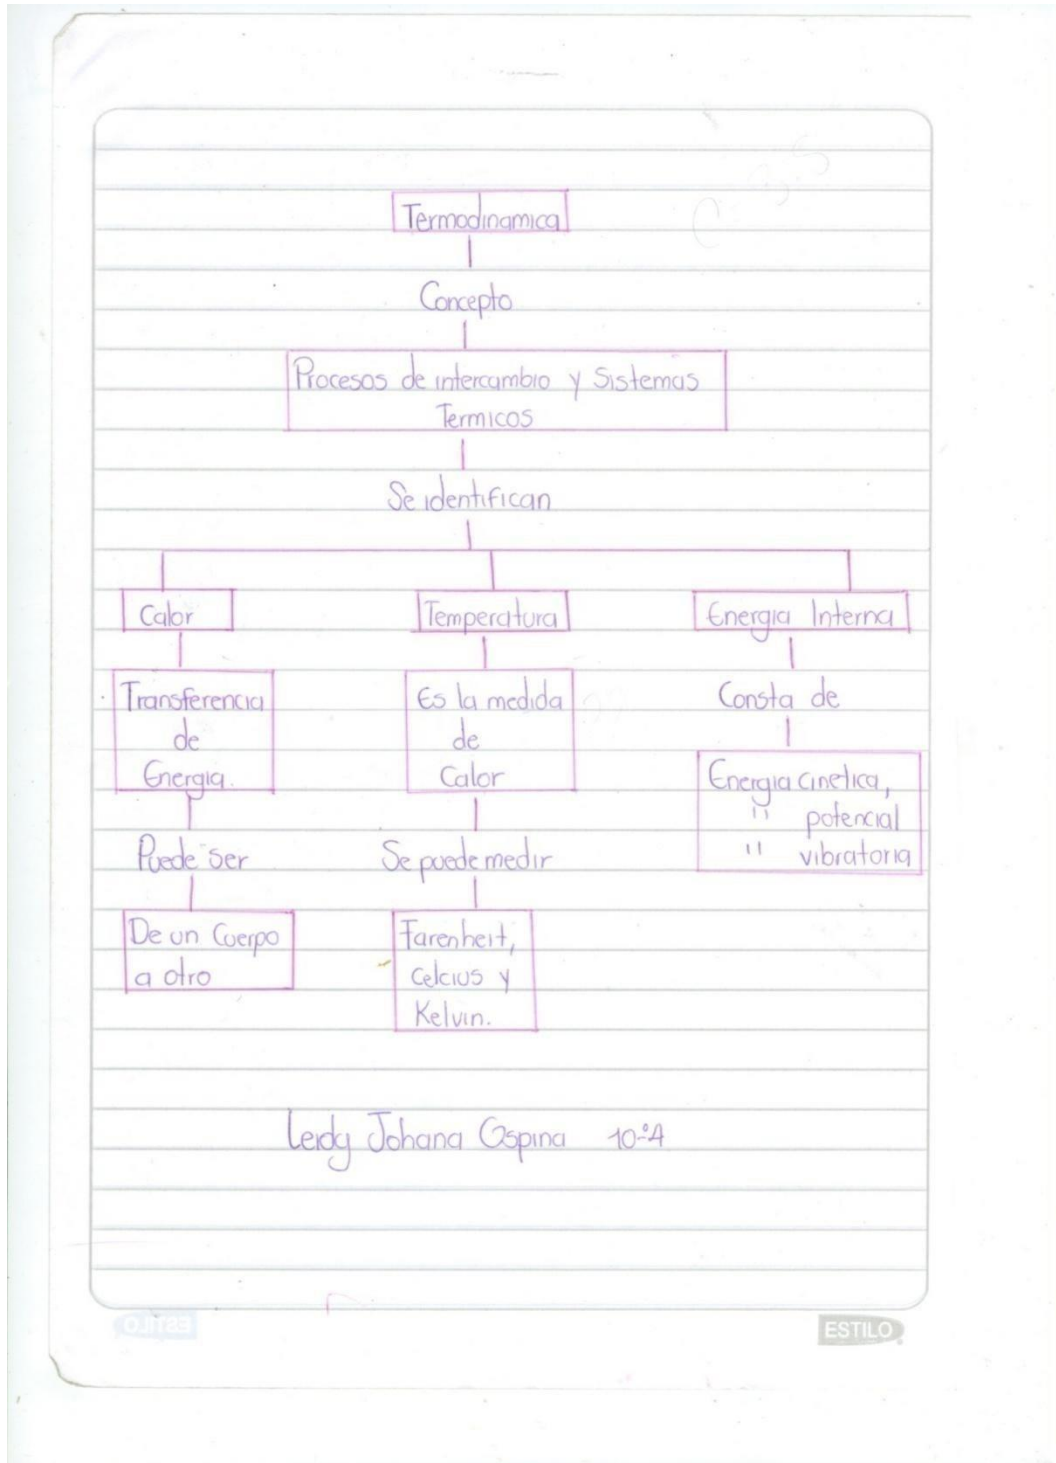 Termodinamica
Concepto
Procesos de intercambio y Sistemas
Termicos
Se identifican
Calor
Temperatura
Energia Interna
Transferencia
de
Energia.
Es la medida
de
Calor
Consta de
Energia cinetica,
" potencial
" vibratoria
Puede ser
Se puede medir
De un Cuerpo
a otro
Farenheit,
Celcius y
Kelvin.
Leidy Johana Ospina 10-°A
ESTILO